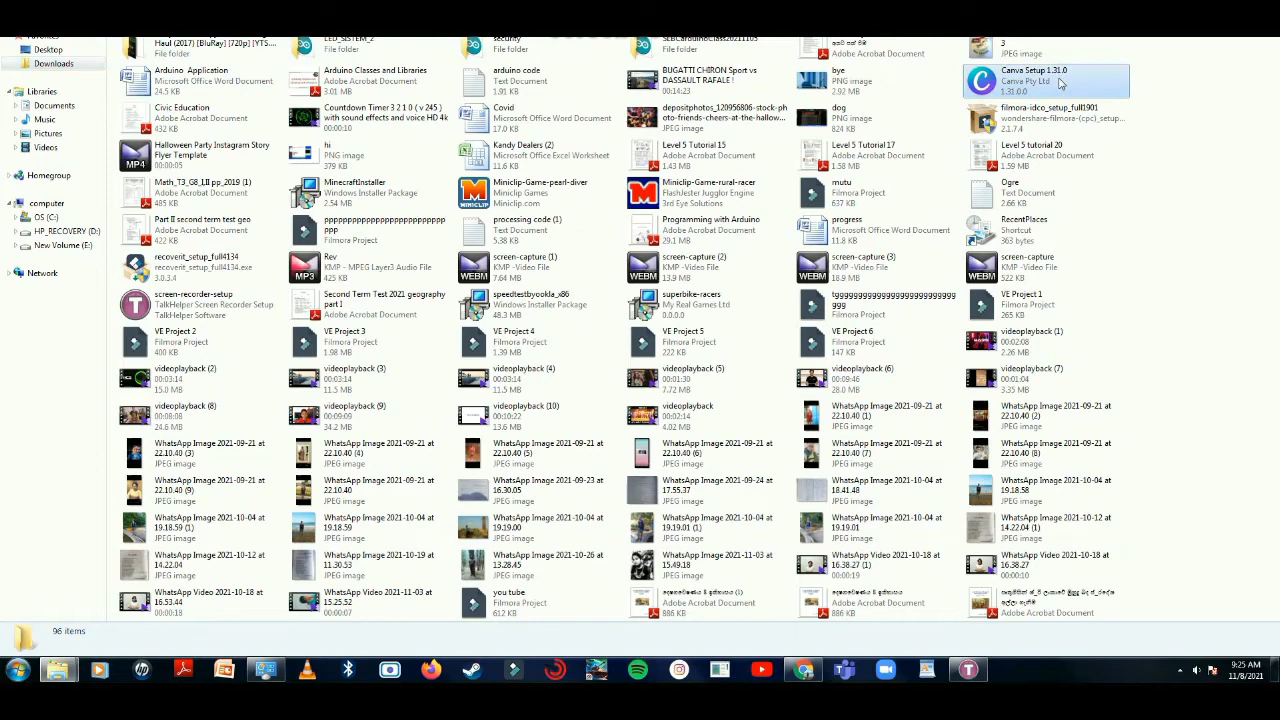 Desktop
Downloads
Libraries
Documents
Music
Pictures
Videos
Homegroup
computer
OS (C:)
HP_RECOVERY (D:)
New Volume (E:)
Network
Haul (2017) [BluRay] [720p] [YTS....
File folder
LED_SISTEM_2
File folder
security
File folder
SEBCarduinoClass20211105
File folder
Adobe Acrobat Document
3
JPEG image
Arduino Application
Microsoft Office Word Document
24.5 KB
Arduino Classes and Libraries
Adobe Acrobat Document
3.01 MB
arduino code
Text Document
1.91 KB
BUGATTI CHIRON Sport vs
DASSAULT RAFALE !
00:14:23
bye
PNG image
2.92 MB
Canva Setup 1.31.0
Canva Pty Ltd
1.31.0.0
Civic Education
Adobe Acrobat Document
432 KB
Countdown Timer 3 2 1 0 ( v 245 )
with sound effects and voice HD 4k
00:00:10
Covid
Microsoft Office Word Document
17.0 KB
depositphotos_120956806-stock-ph
oto-friends-cheers-at-the-hallow...
JPEG image
dog
PNG image
824 KB
filmora-idco_setup_full1901
wondershare-filmora-(cpc)_setup...
2.1.7.4
Halloween Party Instagram Story
Flyer Template
00:00:05
hi
PNG image
379 KB
Kandy Dealers (2)
Microsoft Office Excel Worksheet
11.6 KB
Level 5 Tutorial 15
Adobe Acrobat Document
1.43 MB
Level 5 Tutorial 17
Adobe Acrobat Document
1.58 MB
Level 5 tutorial 20
Adobe Acrobat Document
1.59 MB
Adobe Acrobat Document
485 KB
MinecraftInstaller
Windows Installer Package
2.38 MB
Miniclip-Game-pearl-diver
Miniclip Games
Miniclip.com
Miniclip-Game-rural-racer
FlashJester Jugglor Engine
3rd Eye Solutions
mutu
Filmora Project
637 KB
Ogre
Text Document
2.66 KB
Part II second term test geo
Adobe Acrobat Document
422 KB
ppp
Filmora Project
processing code (1)
Text Document
5.38 KB
Programming with Arduino
Adobe Acrobat Document
29.1 MB
progress
Microsoft Office Word Document
11.8 KB
RecentPlaces
Shortcut
363 bytes
recoverit_setup_full4134
recoverit_setup_full4134.exe
3.0.3.4
Rev
KMP - MPEG Layer3 Audio File
425 KB
screen-capture (1)
KMP -Video File
7.64 MB
screen-capture (2)
KMP -Video File
13.9 MB
screen-capture (3)
KMP -Video File
18.9 MB
screen-capture
KMP -Video File
522 KB
screen-recorder-setup
TalkHelper Screen Recorder Setup
TalkHelper Software
Second Term Test 2021 geography
part I
Adobe Acrobat Document
speedtestbyookla_x86
Windows Installer Package
48.3 MB
superbike-racers
My Real Games Ltd
0.0.0.0
ggg
Filmora Project
VE Project 1
Filmora Project
265 KB
VE Project 2
Filmora Project
400 KB
VE Project 3
Filmora Project
1.98 MB
VE Project 4
Filmora Project
1.39 MB
VE Project 5
Filmora Project
222 KB
VE Project 6
Filmora Project
147 KB
videoplayback (1)
00:02:08
2.26 MB
videoplayback (2)
00:03:14
15.0 MB
videoplayback (3)
00:03:14
11.5 MB
videoplayback (4)
00:03:14
11.5 MB
videoplayback (5)
00:01:30
7.72 MB
videoplayback (6)
00:09:46
28.0 MB
videoplayback (7)
00:01:04
3.35 MB
videoplayback (8)
00:08:08
24.6 MB
videoplayback (9)
00:09:09
34.2 MB
videoplayback (10)
00:10:22
13.6 MB
videoplayback
00:02:14
4.02 MB
WhatsApp Image 2021-09-21 at
22.10.40 (1)
JPEG image
WhatsApp Image 2021-09-21 at
22.10.40 (2)
JPEG image
WhatsApp Image 2021-09-21 at
22.10.40 (3)
JPEG image
WhatsApp Image 2021-09-21 at
22.10.40 (4)
JPEG image
WhatsApp Image 2021-09-21 at
22.10.40 (5)
JPEG image
WhatsApp Image 2021-09-21 at
22.10.40 (6)
JPEG image
WhatsApp Image 2021-09-21 at
22.10.40 (7)
JPEG image
WhatsApp Image 2021-09-21 at
22.10.40 (8)
JPEG image
WhatsApp Image 2021-09-21 at
22.10.40 (9)
JPEG image
WhatsApp Image 2021-09-21 at
22.10.40
JPEG image
WhatsApp Image 2021-09-23 at
16.30.05
JPEG image
WhatsApp Image 2021-09-24 at
17.55.37
JPEG image
WhatsApp Image 2021-10-04 at
18.41.48
JPEG image
WhatsApp Image 2021-10-04 at
19.18.58
JPEG image
WhatsApp Image 2021-10-04 at
19.18.59 (1)
JPEG image
WhatsApp Image 2021-10-04 at
19.18.59
JPEG image
WhatsApp Image 2021-10-04 at
19.19.00
JPEG image
WhatsApp Image 2021-10-04 at
19.19.01 (1)
JPEG image
WhatsApp Image 2021-10-04 at
19.19.01
JPEG image
WhatsApp Image 2021-10-12 at
14.22.04 (1)
JPEG image
WhatsApp Image 2021-10-12 at
14.22.04
JPEG image
WhatsApp Image 2021-10-19 at
11.30.53
JPEG image
WhatsApp Image 2021-10-26 at
13.28.45
JPEG image
WhatsApp Image 2021-11-03 at
15.49.18
JPEG image
WhatsApp Video 2021-10-18 at
16.38.27 (1)
00:00:19
WhatsApp Video 2021-10-18 at
16.38.27
00:00:10
WhatsApp Video 2021-10-18 at
16.53.44
00:00:18
WhatsApp Video 2021-11-03 at
15.25.52
00:00:07
you tube
Filmora Project
612 KB
Adobe Acrobat Document
886 KB
Adobe Acrobat Document
886 KB
Adobe Acrobat Document
96 items
9:25 AM
11/8/2021